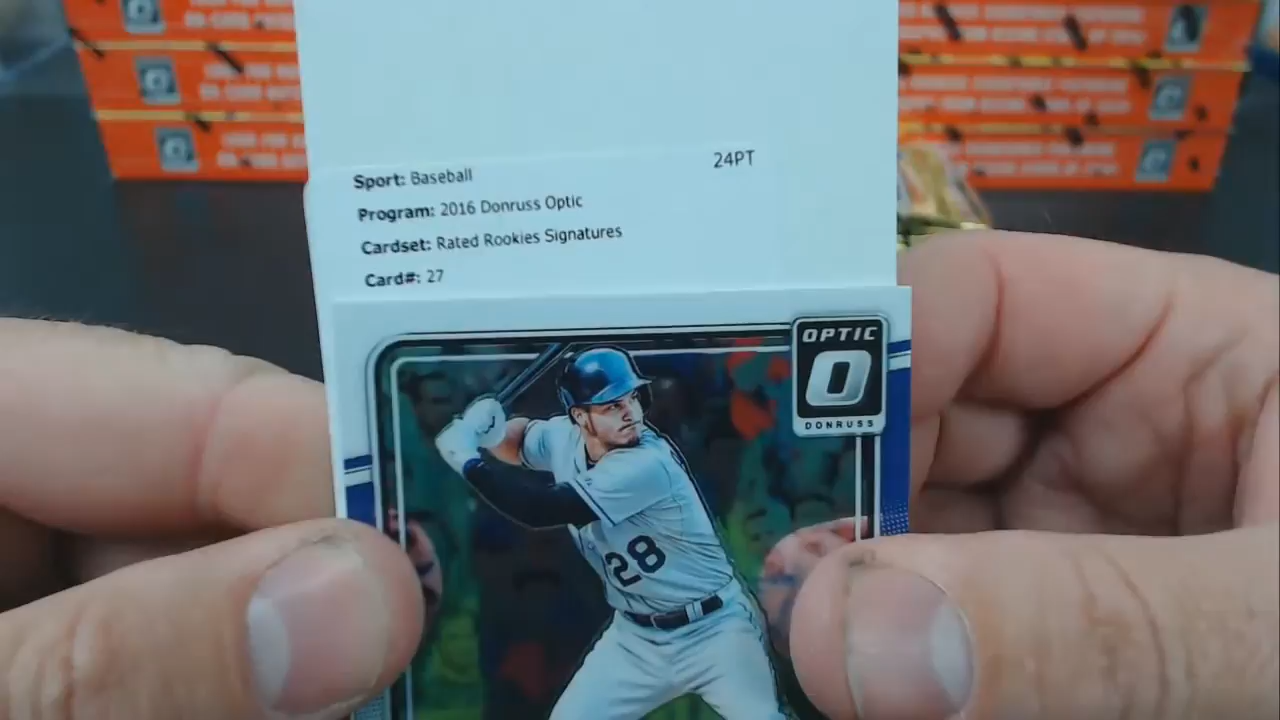 Sport: Baseball
24PT
Program: 2016 Donruss Optic
Cardset: Rated Rookies Signatures
Card#: 27
OPTIC
O
DONRUSS
28